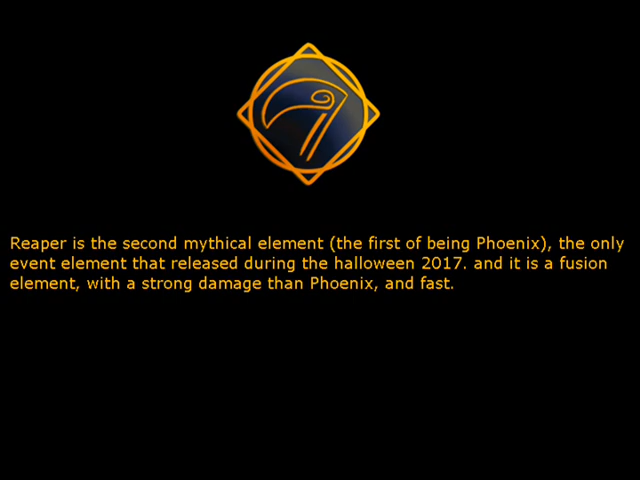 Reaper is the second mythical element (the first of being Phoenix), the only
event element that released during the halloween 2017. and it is a fusion
element, with a strong damage than Phoenix, and fast.